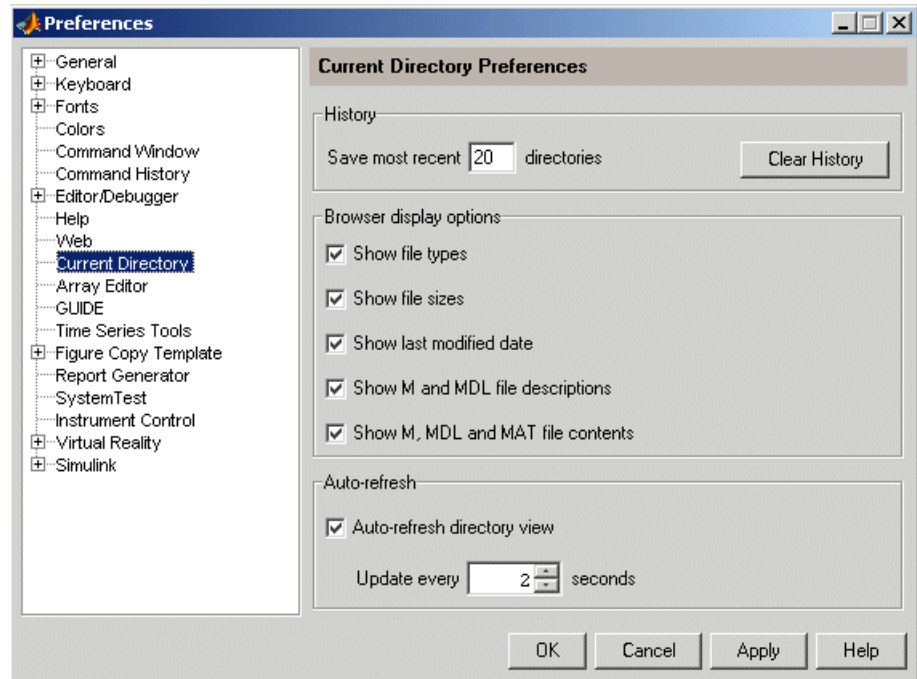 Preferences
General
Keyboard
Fonts
Colors
Command Window
Command History
Editor/Debugger
Help
Web
Current Directory
Array Editor
GUIDE
Time Series Tools
Figure Copy Template
Report Generator
SystemTest
Instrument Control
Virtual Reality
Simulink
Current Directory Preferences
History
Save most recent 20 directories
Clear History
Browser display options
Show file types
Show file sizes
Show last modified date
Show M and MDL file descriptions
Show M, MDL and MAT file contents
Auto-refresh
Auto-refresh directory view
Update every 2 seconds
OK Cancel Apply Help